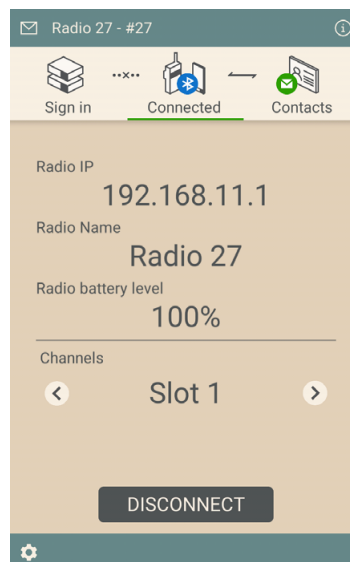 Radio 27 - #27
Sign in
Connected
Contacts
Radio IP
192.168.11.1
Radio Name
Radio 27
Radio battery level
100%
Channels
Slot 1
DISCONNECT